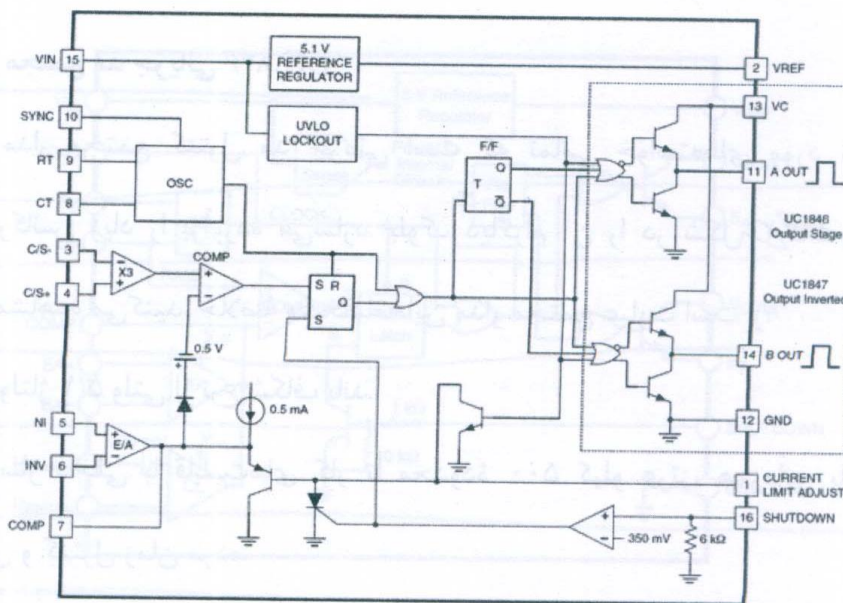 5.1 V
REFERENCE
REGULATOR
VIN 15
2 VREF
13 VC
SYNC 10
UVLO
LOCKOUT
F/F
RT 9
OSC
Q
T
Q̅
11 A OUT
CT 8
UC1846
Output Stage
C/S- 3
X3
COMP
S R
Q
S
C/S+ 4
UC1847
Output Inverted
0.5 V
14 B OUT
0.5 mA
NI 5
E/A
12 GND
INV 6
1 CURRENT
LIMIT ADJUST
COMP 7
16 SHUTDOWN
350 mV
6 kΩ